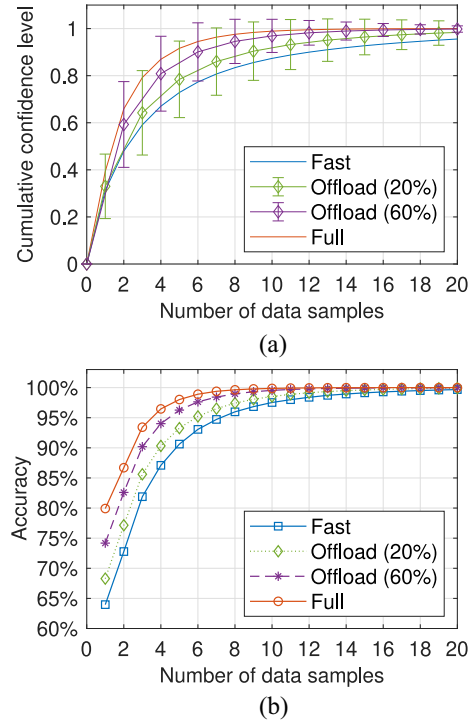 Cumulative confidence level
1
0.8
0.6
0.4
0.2
0
Fast
Offload (20%)
Offload (60%)
Full
0 2 4 6 8 10 12 14 16 18 20
Number of data samples
(a)
Accuracy
100%
95%
90%
85%
80%
75%
70%
65%
60%
Fast
Offload (20%)
Offload (60%)
Full
0 2 4 6 8 10 12 14 16 18 20
Number of data samples
(b)